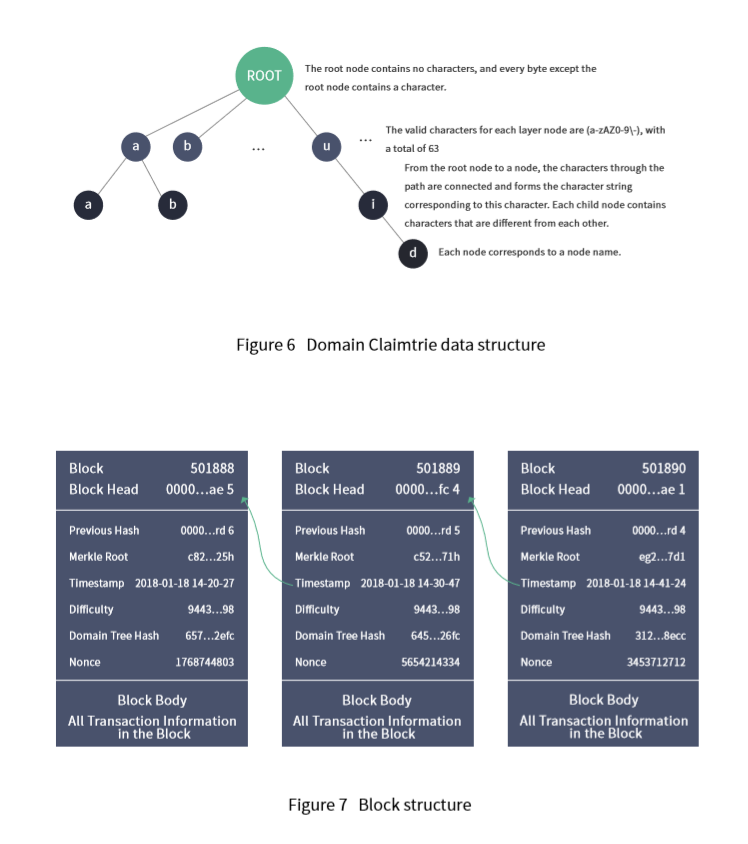 ROOT
The root node contains no characters, and every byte except the
root node contains a character.
a
b
...
u
...
The valid characters for each layer node are (a-zAZ0-9\-), with
a total of 63
a
b
i
From the root node to a node, the characters through the
path are connected and forms the character string
corresponding to this character. Each child node contains
characters that are different from each other.
d
Each node corresponds to a node name.
Figure 6 Domain Claimtrie data structure
Block 501888
Block Head 0000...ae 5
Previous Hash 0000...rd 6
Merkle Root c82...25h
Timestamp 2018-01-18 14-20-27
Difficulty 9443...98
Domain Tree Hash 657...2efc
Nonce 1768744803
Block Body
All Transaction Information
in the Block
Block 501889
Block Head 0000...fc 4
Previous Hash 0000...rd 5
Merkle Root c52...71h
Timestamp 2018-01-18 14-30-47
Difficulty 9443...98
Domain Tree Hash 645...26fc
Nonce 5654214334
Block Body
All Transaction Information
in the Block
Block 501890
Block Head 0000...ae 1
Previous Hash 0000...rd 4
Merkle Root eg2...7d1
Timestamp 2018-01-18 14-41-24
Difficulty 9443...98
Domain Tree Hash 312...8ecc
Nonce 3453712712
Block Body
All Transaction Information
in the Block
Figure 7 Block structure